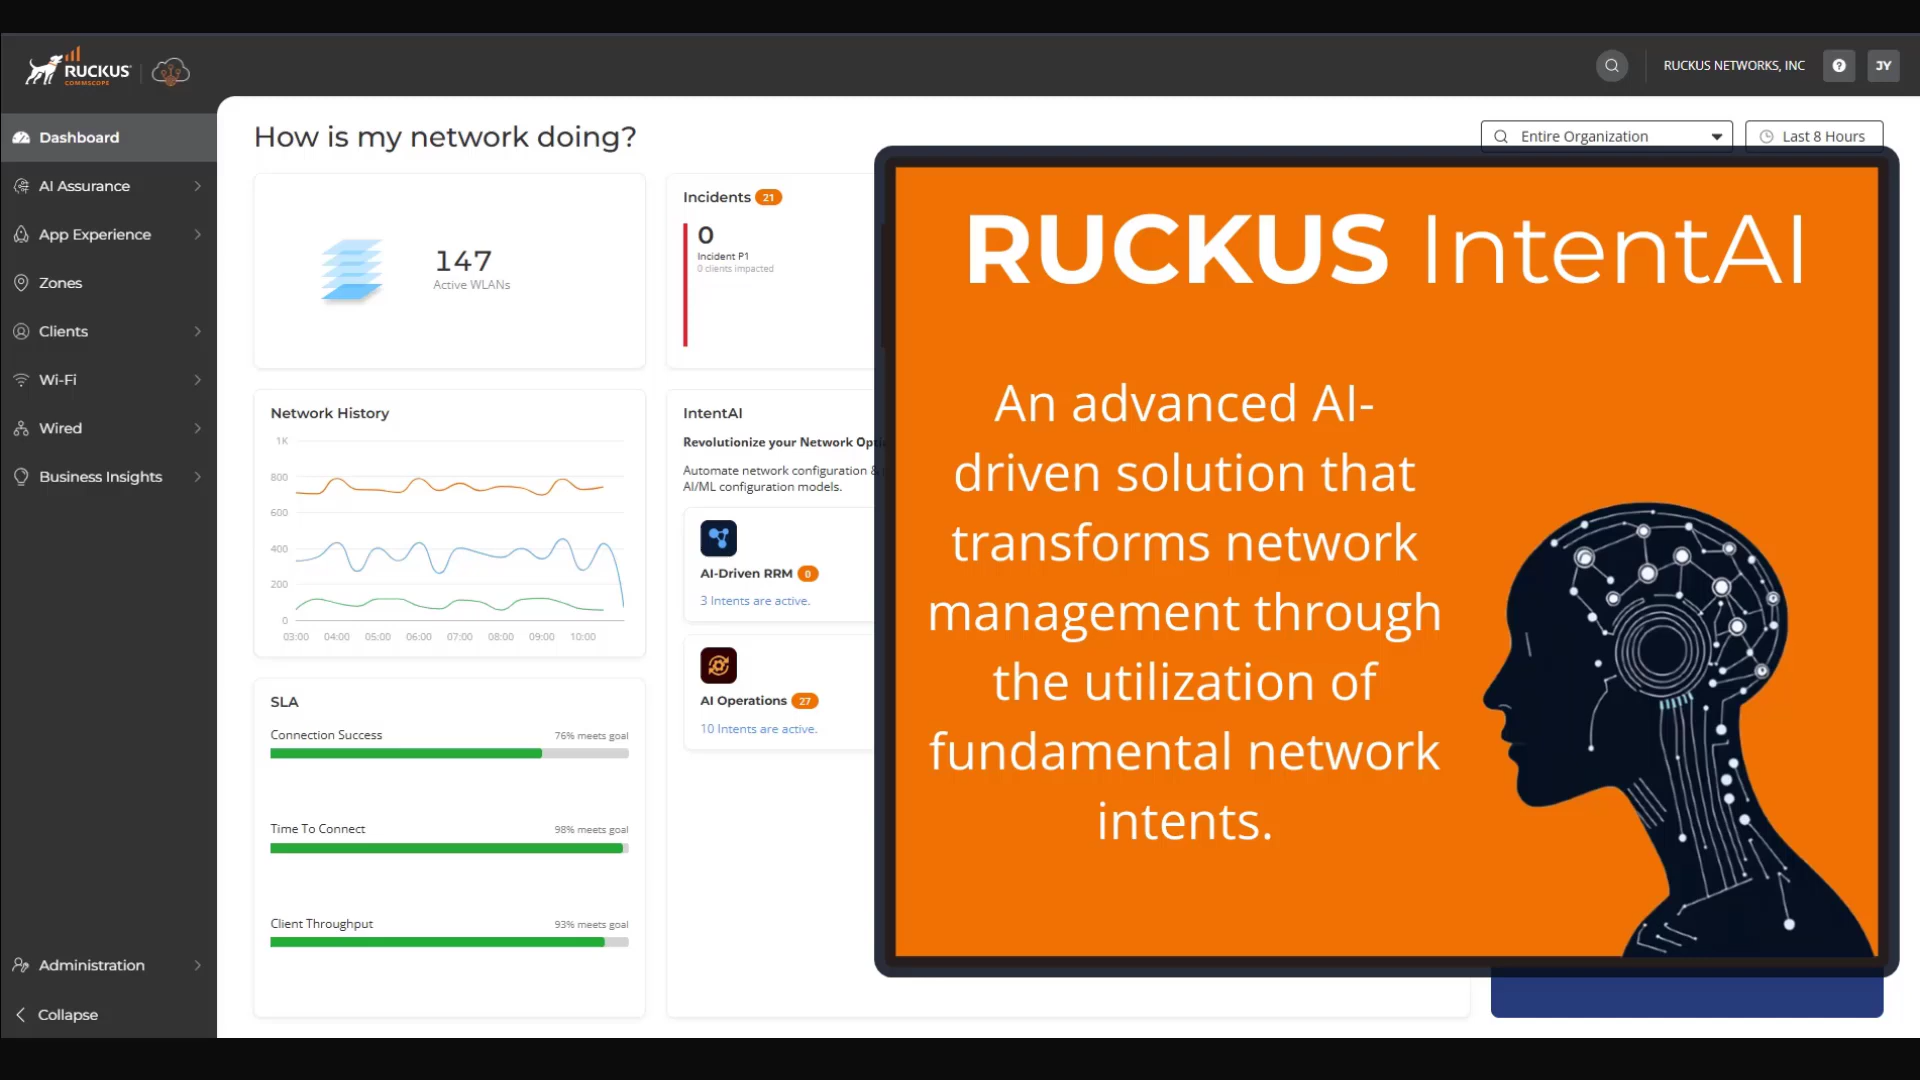 RUCKUS
COMMSCOPE
RUCKUS NETWORKS, INC
?
JY
Dashboard
AI Assurance
App Experience
Zones
Clients
Wi-Fi
Wired
Business Insights
Administration
Collapse
How is my network doing?
Entire Organization
Last 8 Hours
147
Active WLANs
Incidents 21
0
Incident P1
0 clients impacted
Network History
1K
800
600
400
200
0
03:00 04:00 05:00 06:00 07:00 08:00 09:00 10:00
IntentAI
Revolutionize your Network
Automate network configuration &
AI/ML configuration models.
AI-Driven RRM 0
3 Intents are active.
AI Operations 27
10 Intents are active.
SLA
Connection Success 76% meets goal
Time To Connect 98% meets goal
Client Throughput 93% meets goal
RUCKUS IntentAI
An advanced AI-
driven solution that
transforms network
management through
the utilization of
fundamental network
intents.